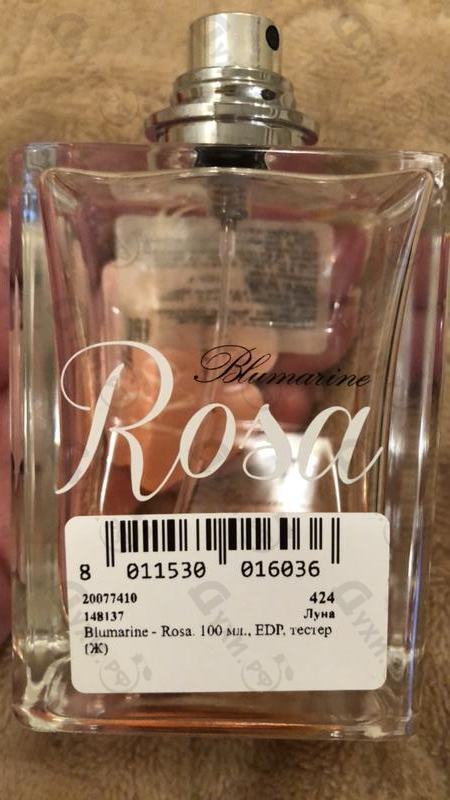 Blumarine
Rosa
8 011530 016036
20077410 424
148137 Луна
Blumarine - Rosa. 100 мл., EDP, тестер
(Ж)